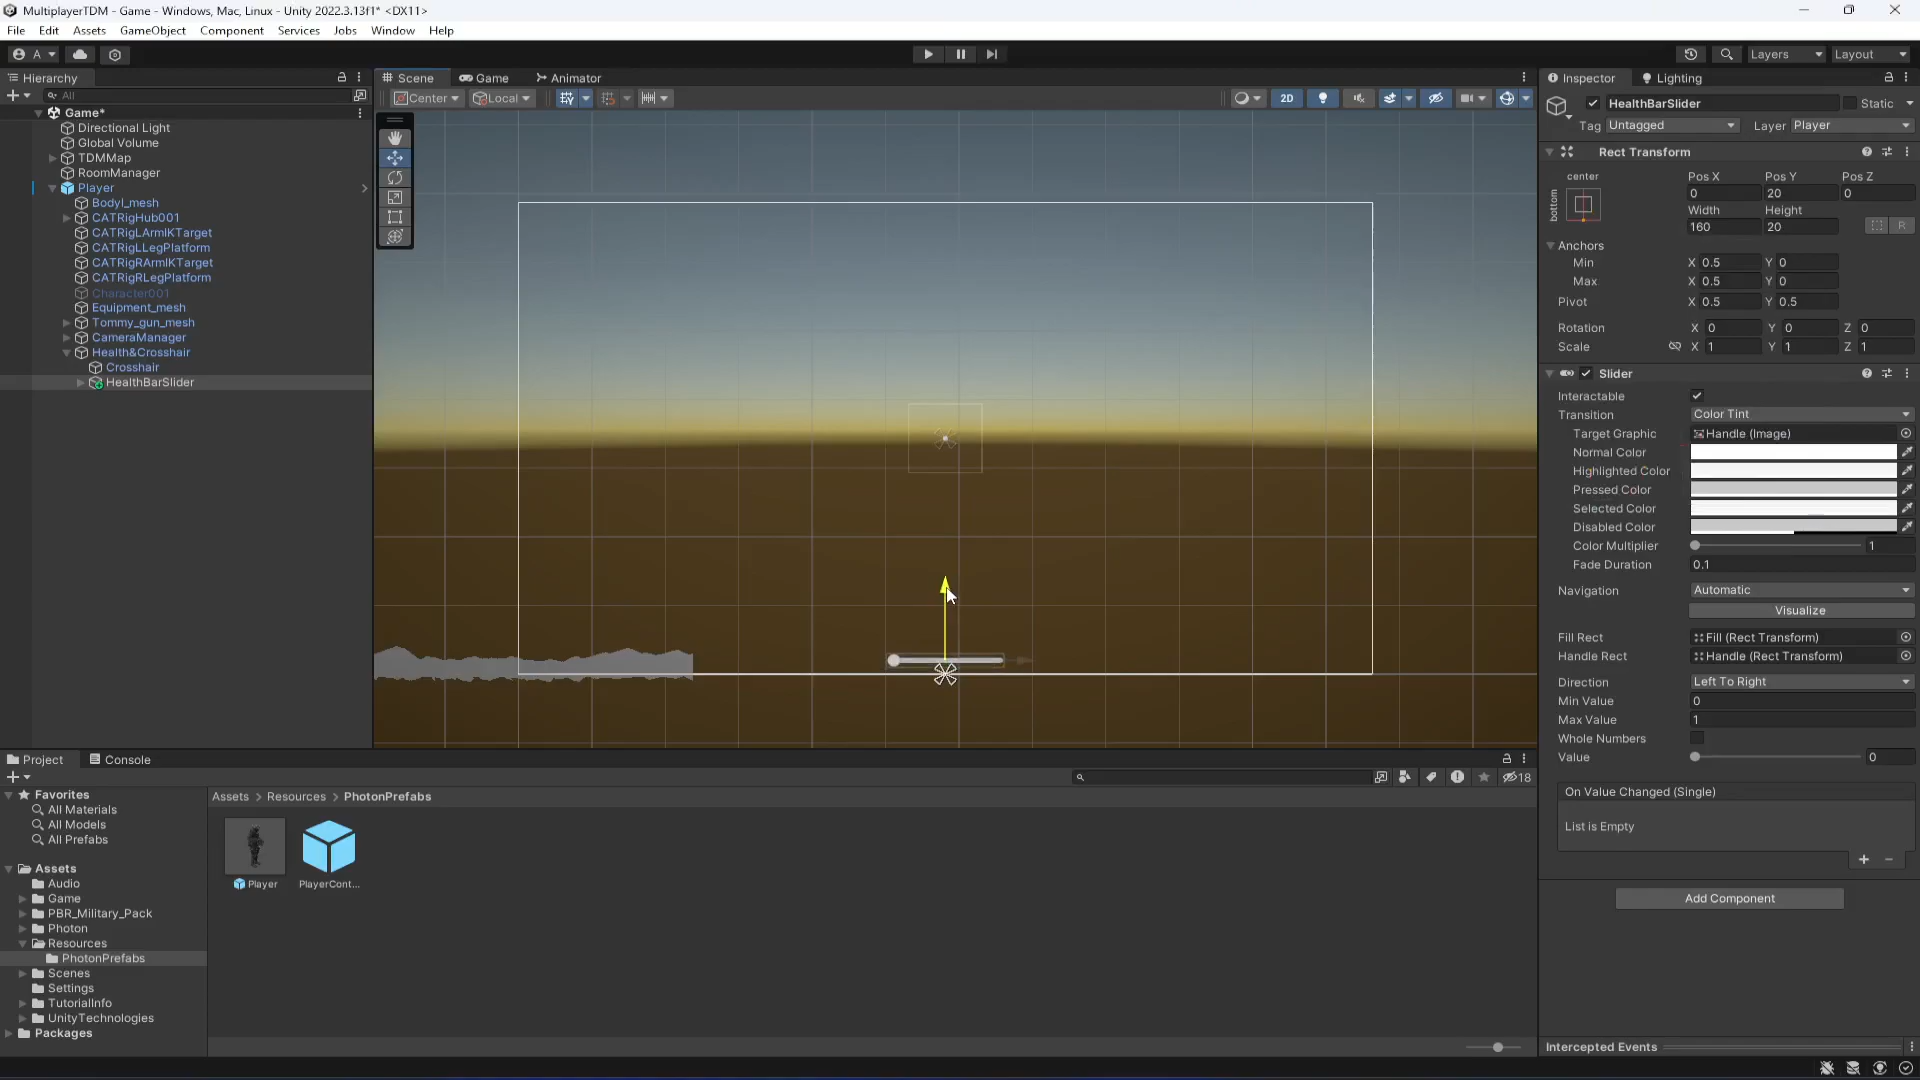 MultiplayerTDM - Game - Windows, Mac, Linux - Unity 2022.3.13f1* <DX11>
File Edit Assets GameObject Component Services Jobs Window Help
A
Layers Layout
Hierarchy
All
Game*
Directional Light
Global Volume
TDMMap
RoomManager
Player
Bodyl_mesh
CATRigHub001
CATRigLArmIKTarget
CATRigLLegPlatform
CATRigRArmIKTarget
CATRigRLegPlatform
Character001
Equipment_mesh
Tommy_gun_mesh
CameraManager
Health&Crosshair
Crosshair
HealthBarSlider
Scene Game Animator
Center Local 2D
Inspector Lighting
HealthBarSlider Static
Tag Untagged Layer Player
Rect Transform
center Pos X Pos Y Pos Z
bottom 0 20 0
Width Height
160 20 R
Anchors
Min X 0.5 Y 0
Max X 0.5 Y 0
Pivot X 0.5 Y 0.5
Rotation X 0 Y 0 Z 0
Scale X 1 Y 1 Z 1
Slider
Interactable
Transition Color Tint
Target Graphic Handle (Image)
Normal Color
Highlighted Color
Pressed Color
Selected Color
Disabled Color
Color Multiplier 1
Fade Duration 0.1
Navigation Automatic
Visualize
Fill Rect Fill (Rect Transform)
Handle Rect Handle (Rect Transform)
Direction Left To Right
Min Value 0
Max Value 1
Whole Numbers
Value 0
On Value Changed (Single)
List is Empty
+ −
Add Component
Intercepted Events
Project Console
18
Favorites
All Materials
All Models
All Prefabs
Assets
Audio
Game
PBR_Military_Pack
Photon
Resources
PhotonPrefabs
Scenes
Settings
TutorialInfo
UnityTechnologies
Packages
Assets > Resources > PhotonPrefabs
Player PlayerCont...